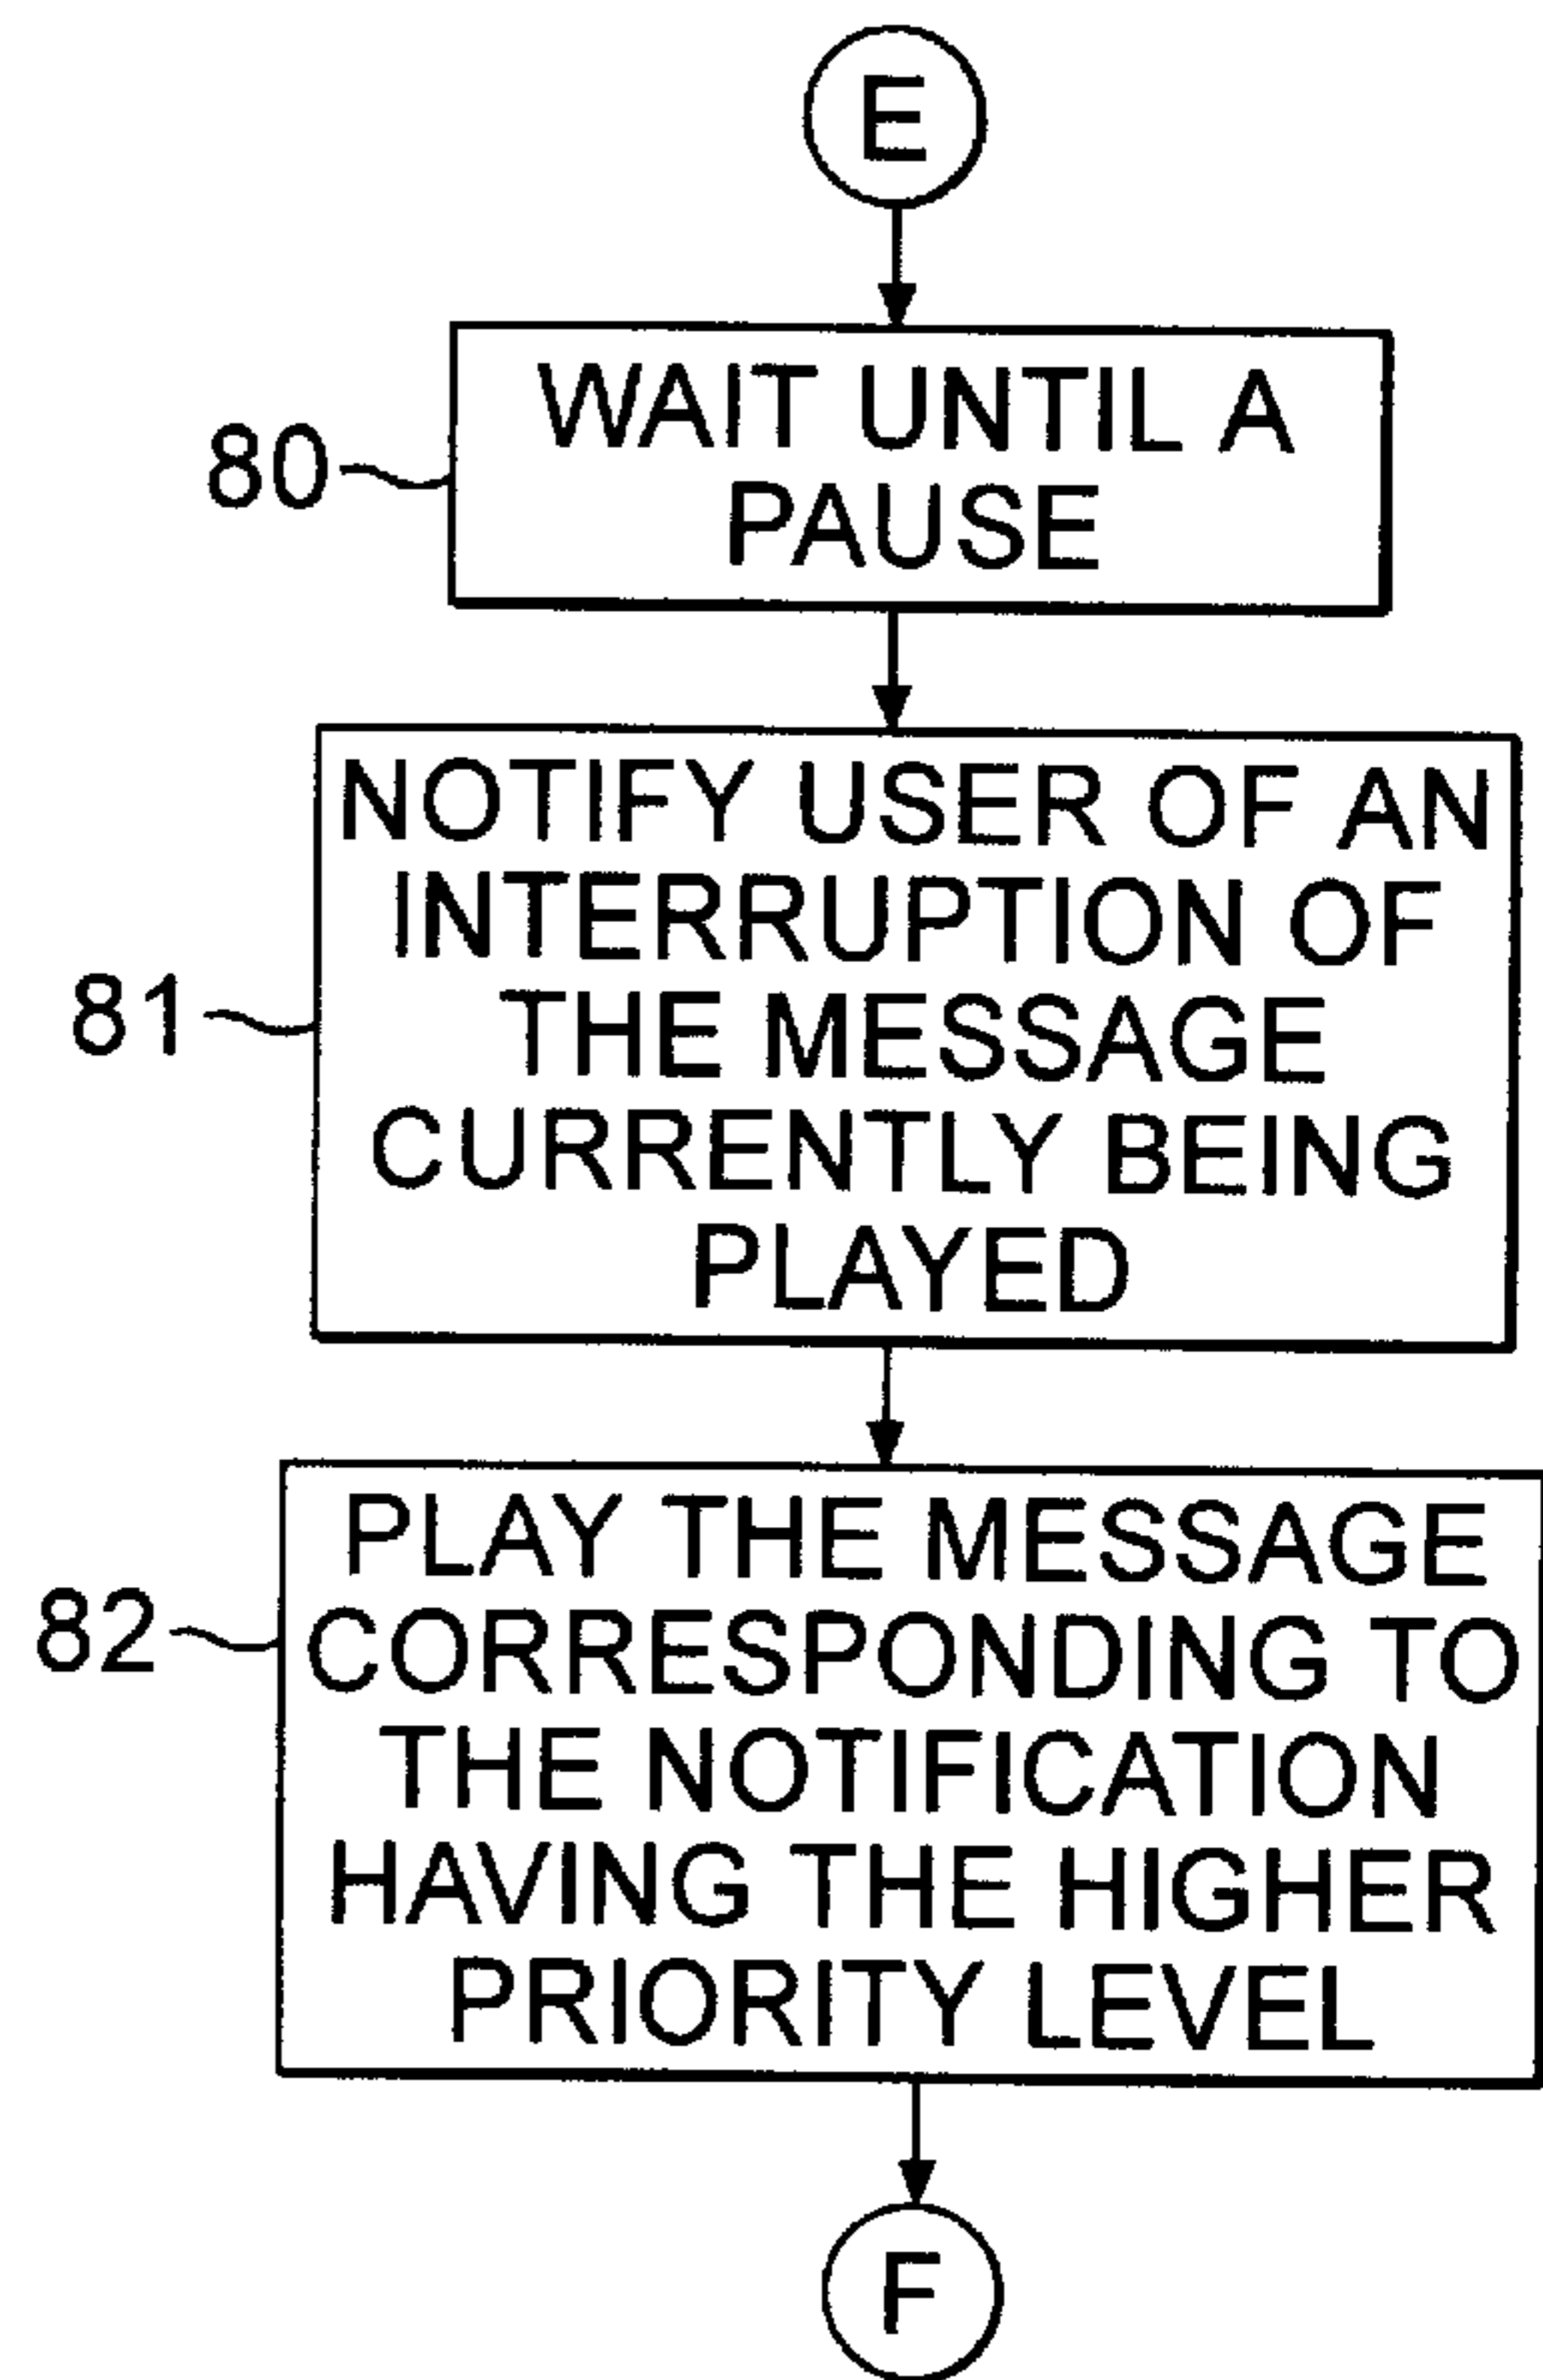 E
80
WAIT UNTIL A
PAUSE
81
NOTIFY USER OF AN
INTERRUPTION OF
THE MESSAGE
CURRENTLY BEING
PLAYED
82
PLAY THE MESSAGE
CORRESPONDING TO
THE NOTIFICATION
HAVING THE HIGHER
PRIORITY LEVEL
F